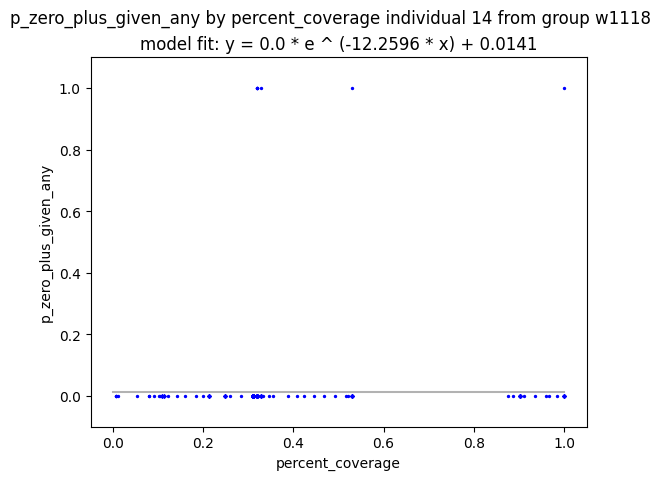 p_zero_plus_given_any by percent_coverage individual 14 from group w1118
model fit: y = 0.0 * e ^ (-12.2596 * x) + 0.0141
1.0
0.8
0.6
0.4
0.2
0.0
p_zero_plus_given_any
0.0 0.2 0.4 0.6 0.8 1.0
percent_coverage